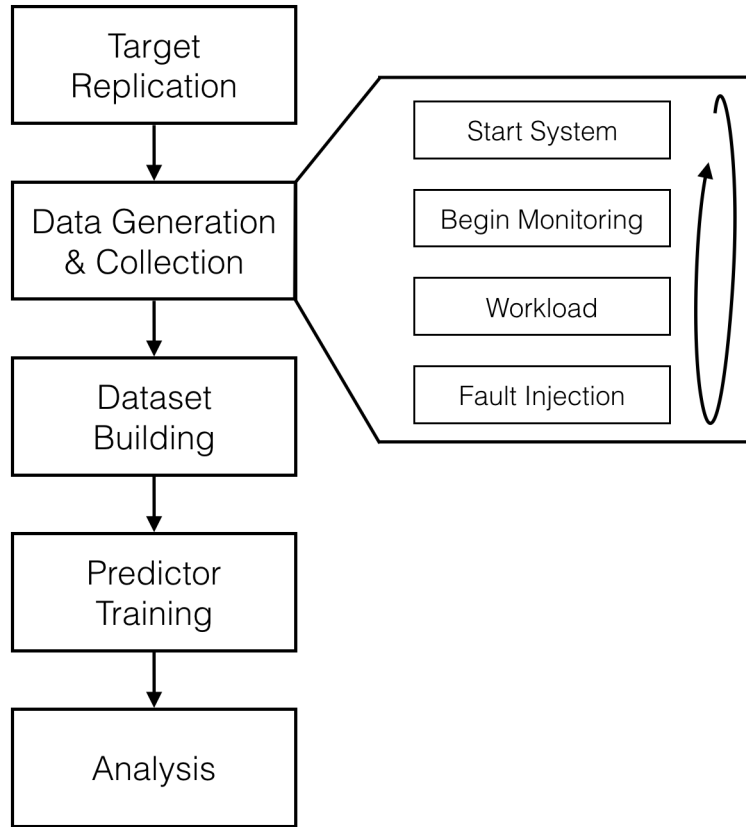 Target
Replication
Data Generation
& Collection
Dataset
Building
Predictor
Training
Analysis
Start System
Begin Monitoring
Workload
Fault Injection